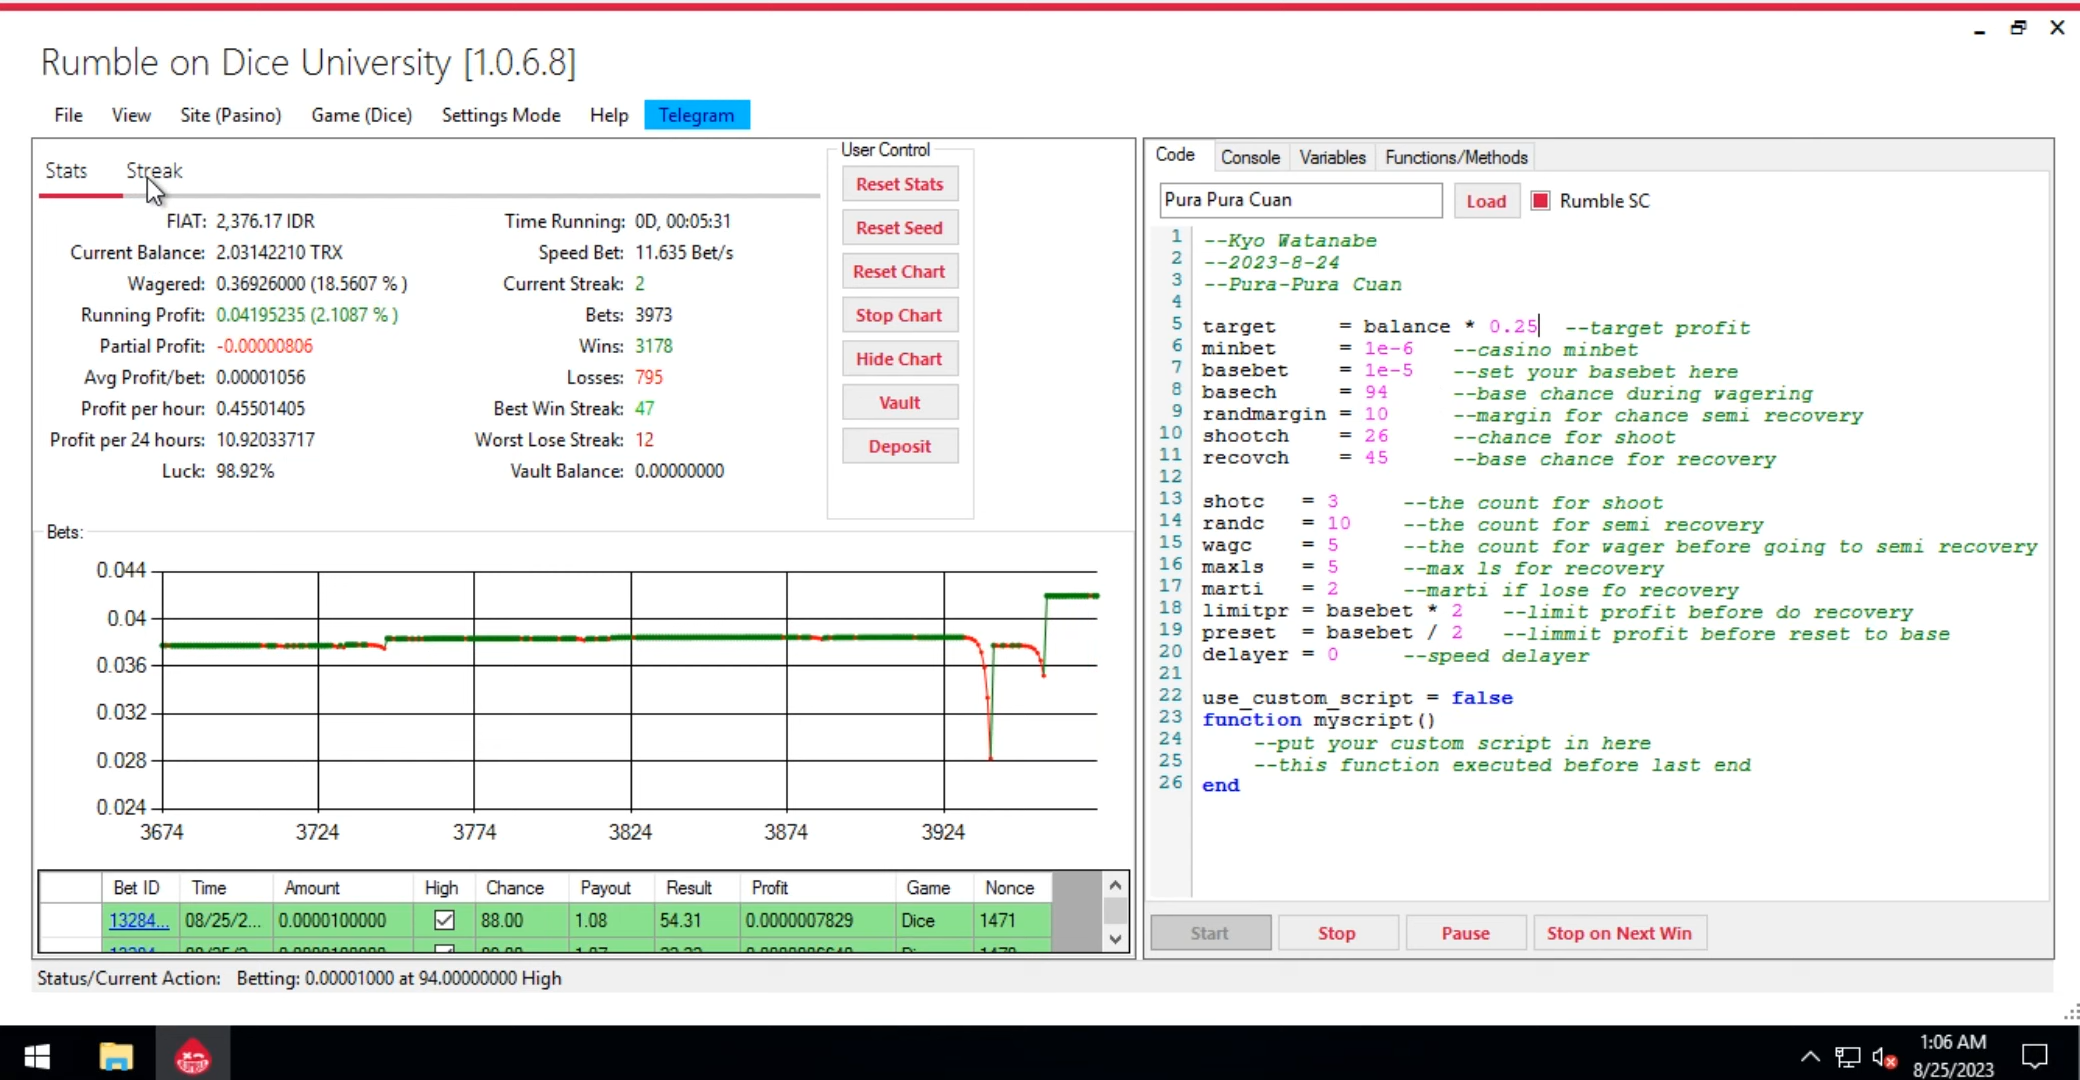 Rumble on Dice University [1.0.6.8]
File View Site (Pasino) Game (Dice) Settings Mode Help Telegram
Stats Streak
FIAT: 2,376.17 IDR
Current Balance: 2.03142210 TRX
Wagered: 0.36926000 (18.5607 % )
Running Profit: 0.04195235 (2.1087 % )
Partial Profit: -0.00000806
Avg Profit/bet: 0.00001056
Profit per hour: 0.45501405
Profit per 24 hours: 10.92033717
Luck: 98.92%
Time Running: 0D, 00:05:31
Speed Bet: 11.635 Bet/s
Current Streak: 2
Bets: 3973
Wins: 3178
Losses: 795
Best Win Streak: 47
Worst Lose Streak: 12
Vault Balance: 0.00000000
User Control
Reset Stats
Reset Seed
Reset Chart
Stop Chart
Hide Chart
Vault
Deposit
Bets:
0.044
0.04
0.036
0.032
0.028
0.024
3674 3724 3774 3824 3874 3924
Bet ID Time Amount High Chance Payout Result Profit Game Nonce
13284... 08/25/2... 0.0000100000 88.00 1.08 54.31 0.0000007829 Dice 1471
Status/Current Action: Betting: 0.00001000 at 94.00000000 High
Code Console Variables Functions/Methods
Pura Pura Cuan Load Rumble SC
1 --Kyo Watanabe
2 --2023-8-24
3 --Pura-Pura Cuan
4
5 target = balance * 0.25 --target profit
6 minbet = 1e-6 --casino minbet
7 basebet = 1e-5 --set your basebet here
8 basech = 94 --base chance during wagering
9 randmargin = 10 --margin for chance semi recovery
10 shootch = 26 --chance for shoot
11 recovch = 45 --base chance for recovery
12
13 shotc = 3 --the count for shoot
14 randc = 10 --the count for semi recovery
15 wagc = 5 --the count for wager before going to semi recovery
16 maxls = 5 --max ls for recovery
17 marti = 2 --marti if lose fo recovery
18 limitpr = basebet * 2 --limit profit before do recovery
19 preset = basebet / 2 --limmit profit before reset to base
20 delayer = 0 --speed delayer
21
22 use_custom_script = false
23 function myscript()
24 --put your custom script in here
25 --this function executed before last end
26 end
Start Stop Pause Stop on Next Win
1:06 AM
8/25/2023